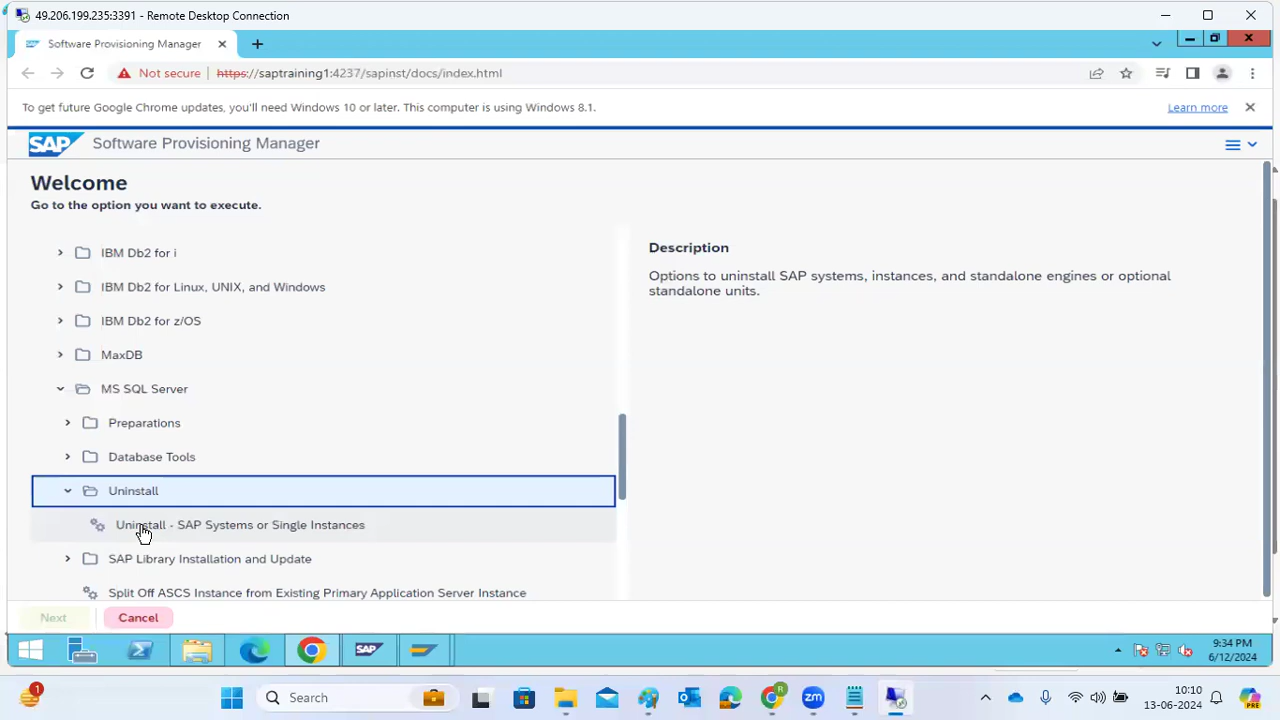 49.206.199.235:3391 - Remote Desktop Connection
Software Provisioning Manager
Not secure
https://saptraining1:4237/sapinst/docs/index.html
To get future Google Chrome updates, you'll need Windows 10 or later. This computer is using Windows 8.1.
Learn more
SAP
Software Provisioning Manager
Welcome
Go to the option you want to execute.
IBM Db2 for i
IBM Db2 for Linux, UNIX, and Windows
IBM Db2 for z/OS
MaxDB
MS SQL Server
Preparations
Database Tools
Uninstall
Uninstall - SAP Systems or Single Instances
SAP Library Installation and Update
Split Off ASCS Instance from Existing Primary Application Server Instance
Description
Options to uninstall SAP systems, instances, and standalone engines or optional
standalone units.
Next
Cancel
SAP
9:34 PM
6/12/2024
1
Search
R
zm
10:10
13-06-2024
PRE